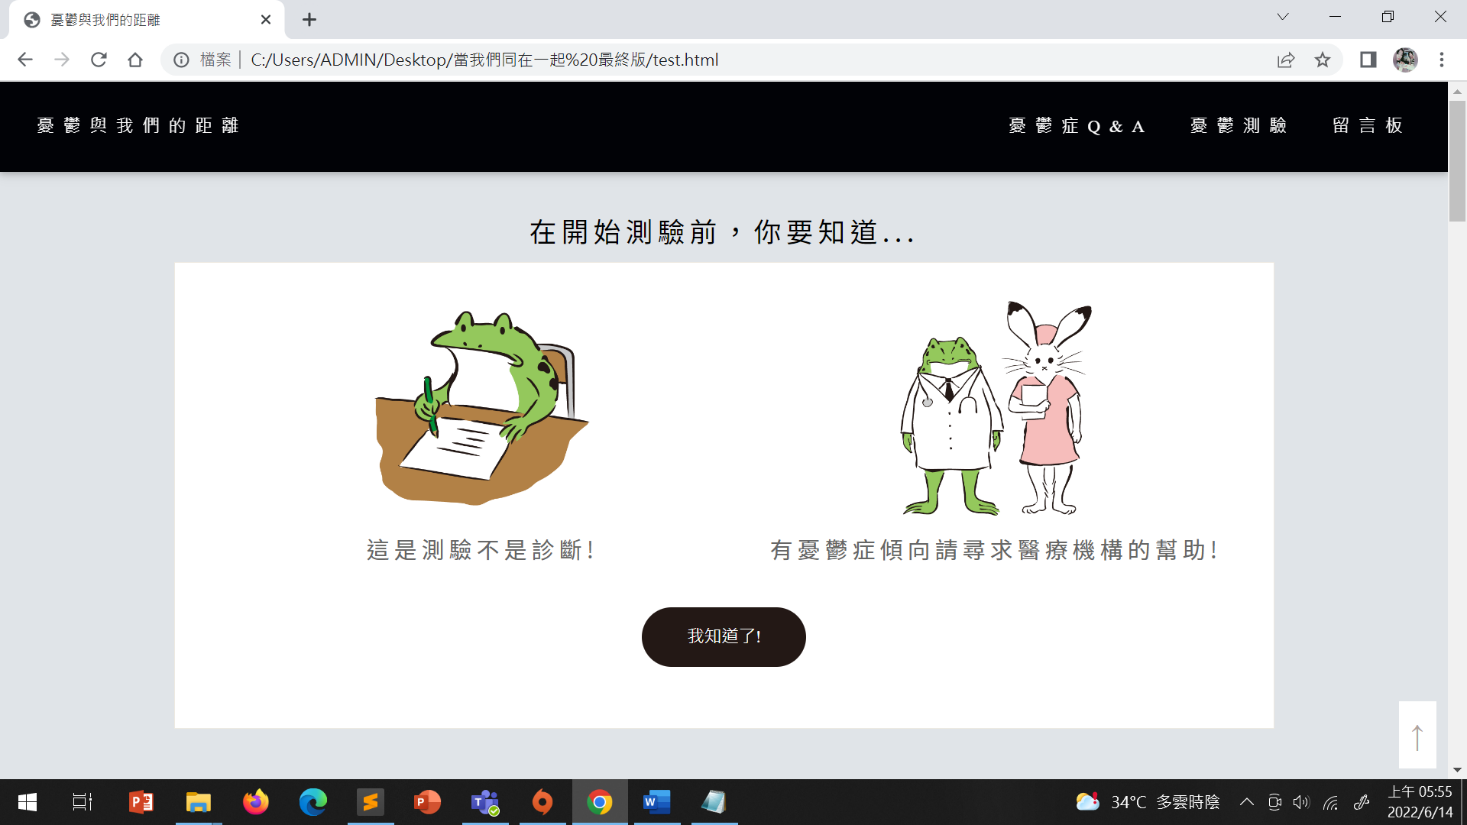 憂鬱與我們的距離
檔案 C:/Users/ADMIN/Desktop/當我們同在一起%20最終版/test.html
憂鬱與我們的距離
憂鬱症Q&A 憂鬱測驗 留言板
在開始測驗前，你要知道...
這是測驗不是診斷!
有憂鬱症傾向請尋求醫療機構的幫助!
我知道了!
34°C 多雲時陰
上午 05:55
2022/6/14